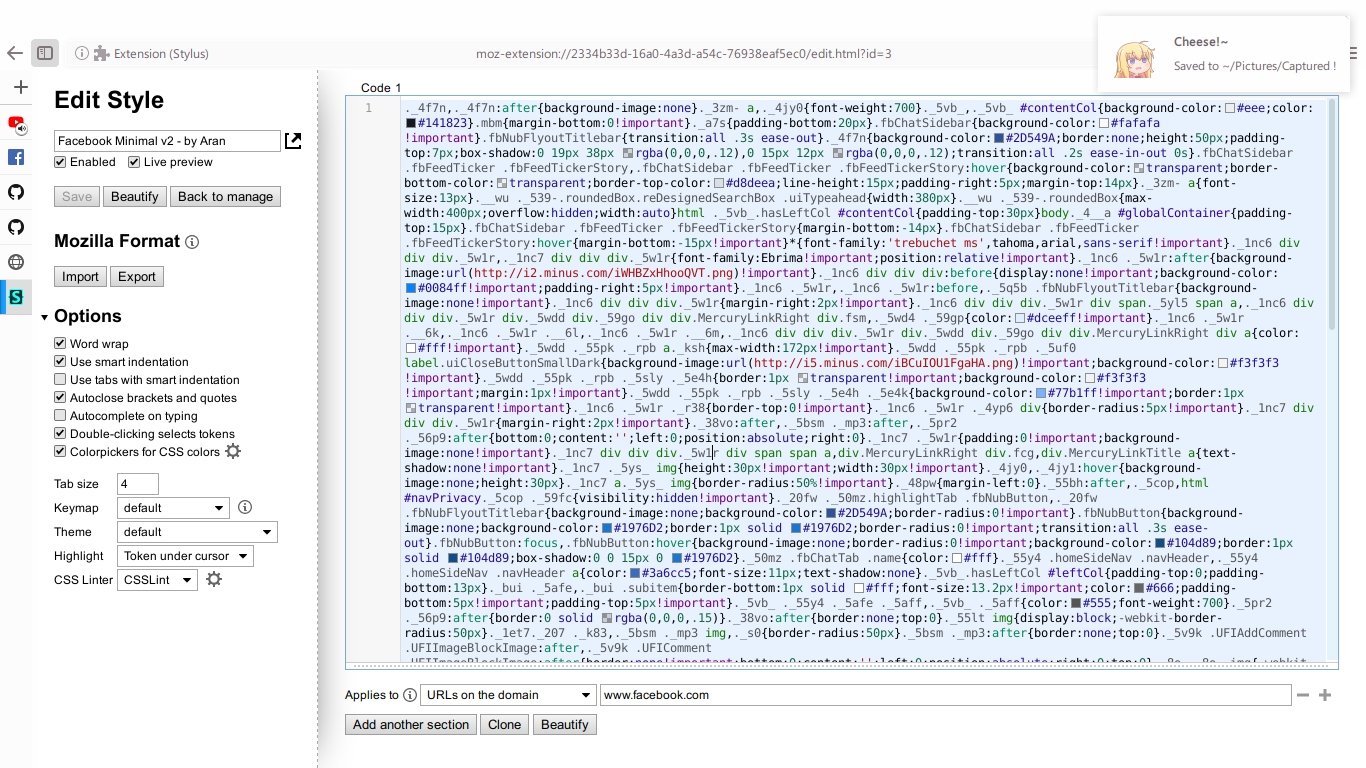 Cheese!~
Saved to ~/Pictures/Captured !
Extension (Stylus)
moz-extension://2334b33d-16a0-4a3d-a54c-76938eaf5ec0/edit.html?id=3
Edit Style
Facebook Minimal v2 - by Aran
Enabled Live preview
Save Beautify Back to manage
Mozilla Format
Import Export
Options
Word wrap
Use smart indentation
Use tabs with smart indentation
Autoclose brackets and quotes
Autocomplete on typing
Double-clicking selects tokens
Colorpickers for CSS colors
Tab size 4
Keymap default
Theme default
Highlight Token under cursor
CSS Linter CSSLint
Code 1
1
._4f7n,._4f7n:after{background-image:none}._3zm- a,._4jy0{font-weight:700}._5vb_,._5vb_ #contentCol{background-color:#eee;color:
#141823}.mbm{margin-bottom:0!important}._a7s{padding-bottom:20px}.fbChatSidebar{background-color:#fafafa
!important}.fbNubFlyoutTitlebar{transition:all .3s ease-out}._4f7n{background-color:#2D549A;border:none;height:50px;padding-
top:7px;box-shadow:0 19px 38px rgba(0,0,0,.12),0 15px 12px rgba(0,0,0,.12);transition:all .2s ease-in-out 0s}.fbChatSidebar
.fbFeedTicker .fbFeedTickerStory,.fbChatSidebar .fbFeedTicker .fbFeedTickerStory:hover{background-color:transparent;border-
bottom-color:transparent;border-top-color:#d8deea;line-height:15px;padding-right:5px;margin-top:14px}._3zm- a{font-
size:13px}.__wu ._539-.roundedBox.reDesignedSearchBox .uiTypeahead{width:380px}.__wu ._539-.roundedBox{max-
width:400px;overflow:hidden;width:auto}html ._5vb_.hasLeftCol #contentCol{padding-top:30px}body._4__a #globalContainer{padding-
top:15px}.fbChatSidebar .fbFeedTicker .fbFeedTickerStory{margin-bottom:-14px}.fbChatSidebar .fbFeedTicker
.fbFeedTickerStory:hover{margin-bottom:-15px!important}*{font-family:'trebuchet ms',tahoma,arial,sans-serif!important}._1nc6 div
div div._5w1r,._1nc7 div div div._5w1r{font-family:Ebrima!important;position:relative!important}._1nc6 ._5w1r:after{background-
image:url(http://i2.minus.com/iWHBZxHhooQVT.png)!important}._1nc6 div div div:before{display:none!important;background-color:
#0084ff!important;padding-right:5px!important}._1nc6 ._5w1r,._1nc6 ._5w1r:before,._5q5b .fbNubFlyoutTitlebar{background-
image:none!important}._1nc6 div div div._5w1r{margin-right:2px!important}._1nc6 div div div._5w1r div span._5yl5 span a,._1nc6 div
div div._5w1r div._5wdd div._59go div div.MercuryLinkRight div.fsm,._5wd4 ._59gp{color:#dceeff!important}._1nc6 ._5w1r
.__6k,._1nc6 ._5w1r .__6l,._1nc6 ._5w1r .__6m,._1nc6 div div div._5w1r div._5wdd div._59go div div.MercuryLinkRight div a{color:
#fff!important}._5wdd ._55pk ._rpb a._ksh{max-width:172px!important}._5wdd ._55pk ._rpb ._5uf0
label.uiCloseButtonSmallDark{background-image:url(http://i5.minus.com/iBCuIOU1FgaHA.png)!important;background-color:#f3f3f3
!important}._5wdd ._55pk ._rpb ._5sly ._5e4h{border:1px transparent!important;background-color:#f3f3f3
!important;margin:1px!important}._5wdd ._55pk ._rpb ._5sly ._5e4h ._5e4k{background-color:#77b1ff!important;border:1px
transparent!important}._1nc6 ._5w1r ._r38{border-top:0!important}._1nc6 ._5w1r ._4yp6 div{border-radius:5px!important}._1nc7 div
div div._5w1r{margin-right:2px!important}._38vo:after,._5bsm ._mp3:after,._5pr2
._56p9:after{bottom:0;content:'';left:0;position:absolute;right:0}._1nc7 ._5w1r{padding:0!important;background-
image:none!important}._1nc7 div div div._5w1r div span span a,div.MercuryLinkRight div.fcg,div.MercuryLinkTitle a{text-
shadow:none!important}._1nc7 ._5ys_ img{height:30px!important;width:30px!important}._4jy0,._4jy1:hover{background-
image:none;height:30px}._1nc7 a._5ys_ img{border-radius:50%!important}._48pw{margin-left:0}._55bh:after,._5cop,html
#navPrivacy._5cop ._59fc{visibility:hidden!important}._20fw ._50mz.highlightTab .fbNubButton,._20fw
.fbNubFlyoutTitlebar{background-image:none;background-color:#2D549A;border-radius:0!important}.fbNubButton{background-
image:none;background-color:#1976D2;border:1px solid #1976D2;border-radius:0!important;transition:all .3s ease-
out}.fbNubButton:focus,.fbNubButton:hover{background-image:none;border-radius:0!important;background-color:#104d89;border:1px
solid #104d89;box-shadow:0 0 15px 0 #1976D2}._50mz .fbChatTab .name{color:#fff}._55y4 .homeSideNav .navHeader,._55y4
.homeSideNav .navHeader a{color:#3a6cc5;font-size:11px;text-shadow:none}._5vb_.hasLeftCol #leftCol{padding-top:0;padding-
bottom:13px}._bui ._5afe,._bui .subitem{border-bottom:1px solid #fff;font-size:13.2px!important;color:#666;padding-
bottom:5px!important;padding-top:5px!important}._5vb_ ._55y4 ._5afe ._5aff,._5vb_ ._5aff{color:#555;font-weight:700}._5pr2
._56p9:after{border:0 solid rgba(0,0,0,.15)}._38vo:after{border:none;top:0}._55lt img{display:block;-webkit-border-
radius:50px}._1et7._207 ._k83,._5bsm ._mp3 img,._s0{border-radius:50px}._5bsm ._mp3:after{border:none;top:0}._5v9k .UFIAddComment
.UFIImageBlockImage:after,._5v9k .UFIComment
.UFIImageBlockImage:after{border:none!important;bottom:0;content:'';left:0;position:absolute;right:0;top:0}
Applies to URLs on the domain www.facebook.com
Add another section Clone Beautify